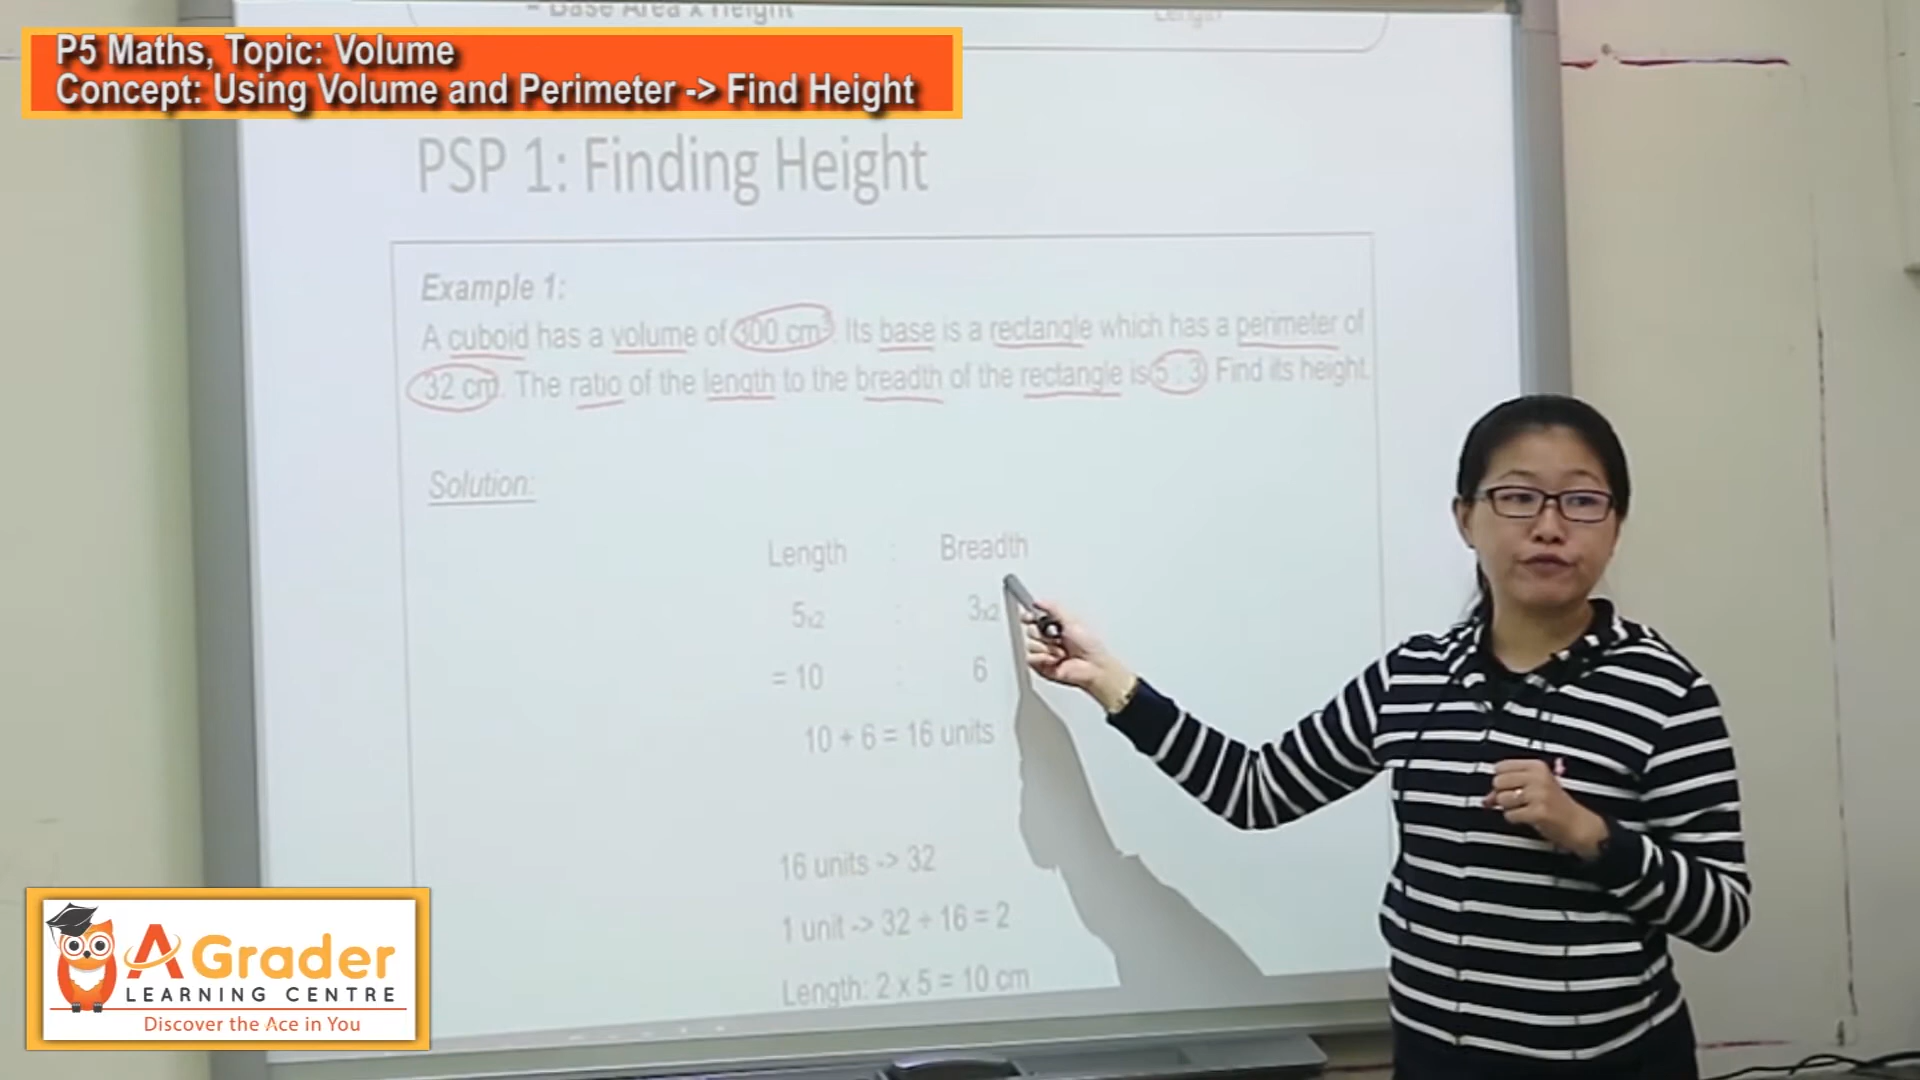 = Base Area x Height
Length
P5 Maths, Topic: Volume
Concept: Using Volume and Perimeter -> Find Height
PSP 1: Finding Height
Example 1:
A cuboid has a volume of 300 cm³. Its base is a rectangle which has a perimeter of
32 cm. The ratio of the length to the breadth of the rectangle is 5 : 3. Find its height.
Solution:
Length : Breadth
5x2 : 3x2
= 10 : 6
10 + 6 = 16 units
16 units -> 32
1 unit -> 32 ÷ 16 = 2
Length: 2 x 5 = 10 cm
A Grader
LEARNING CENTRE
Discover the Ace in You